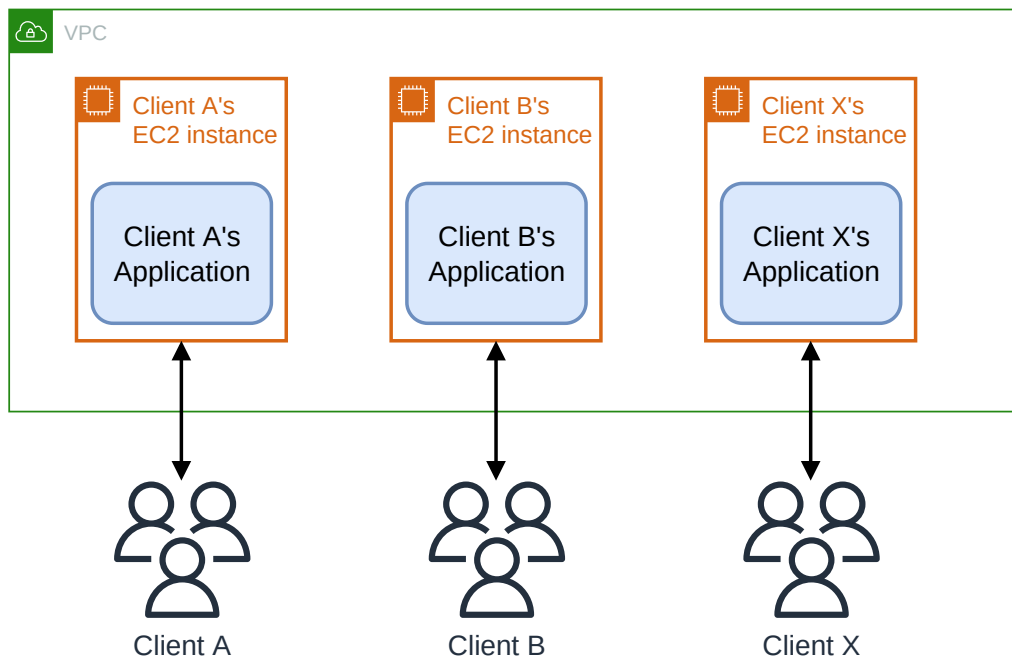 VPC
Client A's
EC2 instance
Client B's
EC2 instance
Client X's
EC2 instance
Client A's
Application
Client B's
Application
Client X's
Application
Client A
Client B
Client X